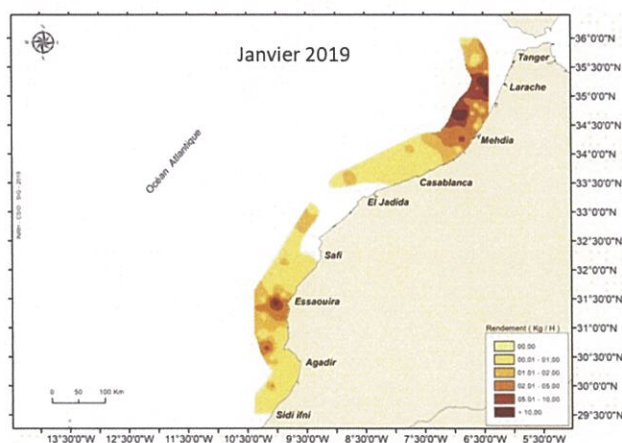 Janvier 2019
Océan Atlantique
36°0'0"N
35°30'0"N
35°0'0"N
34°30'0"N
34°0'0"N
33°30'0"N
33°0'0"N
32°30'0"N
32°0'0"N
31°30'0"N
31°0'0"N
30°30'0"N
30°0'0"N
29°30'0"N
Tanger
Larache
Mehdia
Casablanca
El Jadida
Safi
Essaouira
Agadir
Sidi ifni
Rendement ( Kg / H )
00.00
00.01 - 01.00
01.01 - 02.00
02.01 - 05.00
05.01 - 10.00
> 10.00
0 50 100 Km
13°30'0"W 12°30'0"W 11°30'0"W 10°30'0"W 9°30'0"W 8°30'0"W 7°30'0"W 6°30'0"W 5°30'0"W